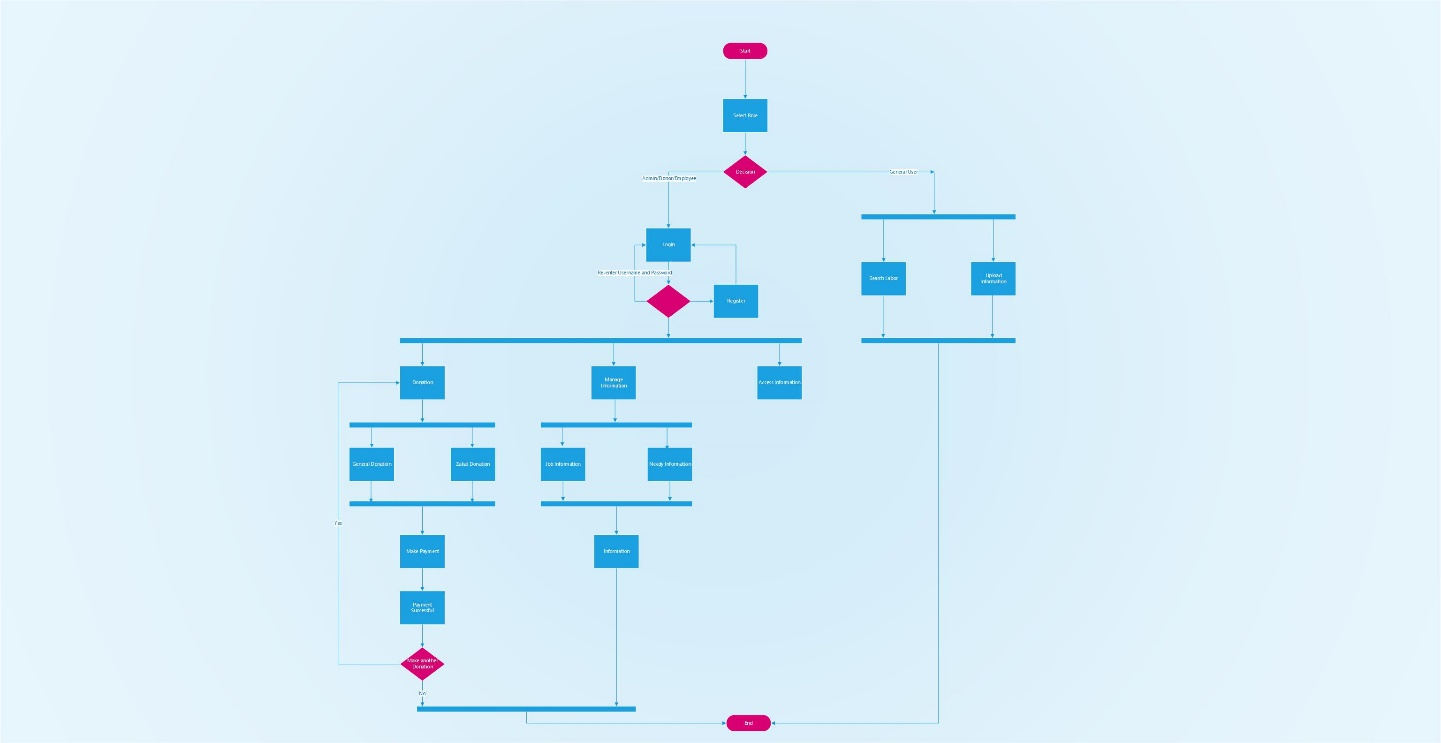 Start
Select Role
Decision
Admin/Donor/Employee
General User
Login
Re-enter Username and Password
Register
Search Labor
Upload
Information
Donation
Manage
Information
Access Information
General Donation
Zakat Donation
Job Information
Needy Information
Yes
Make Payment
Information
Payment
Successful
Make another
Donation
No
End